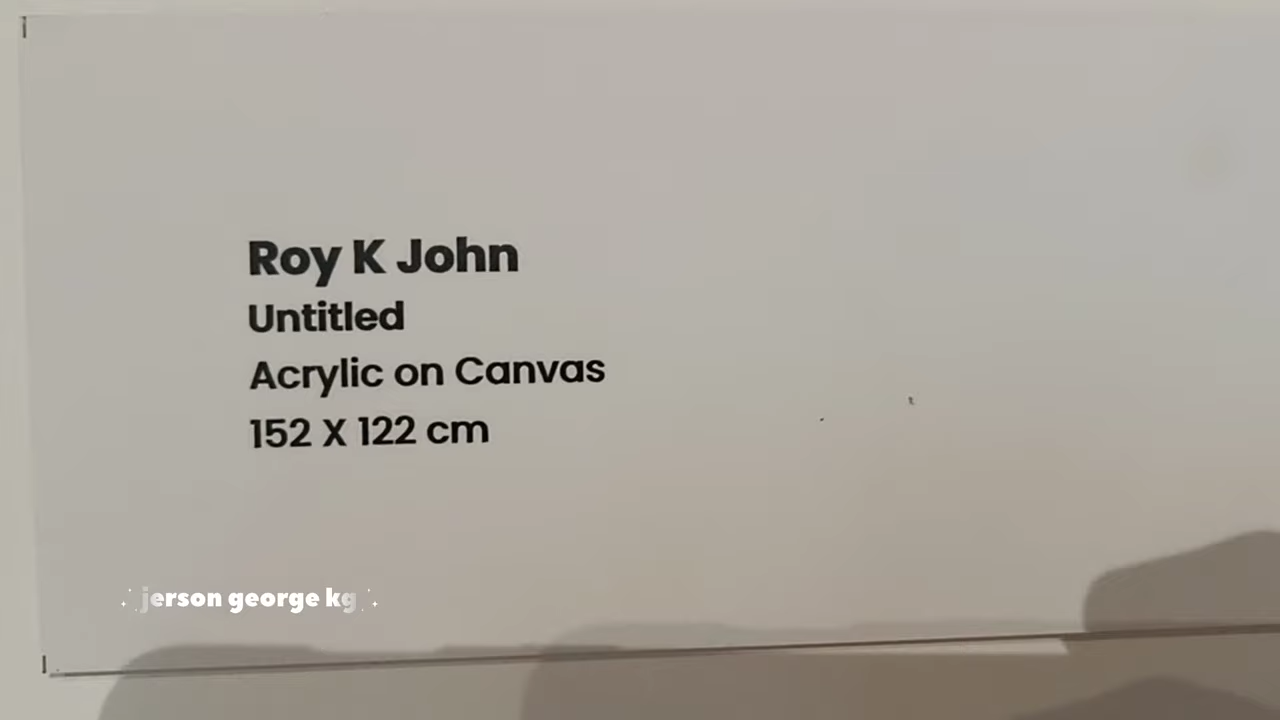 Roy K John
Untitled
Acrylic on Canvas
152 X 122 cm
jerson george kg